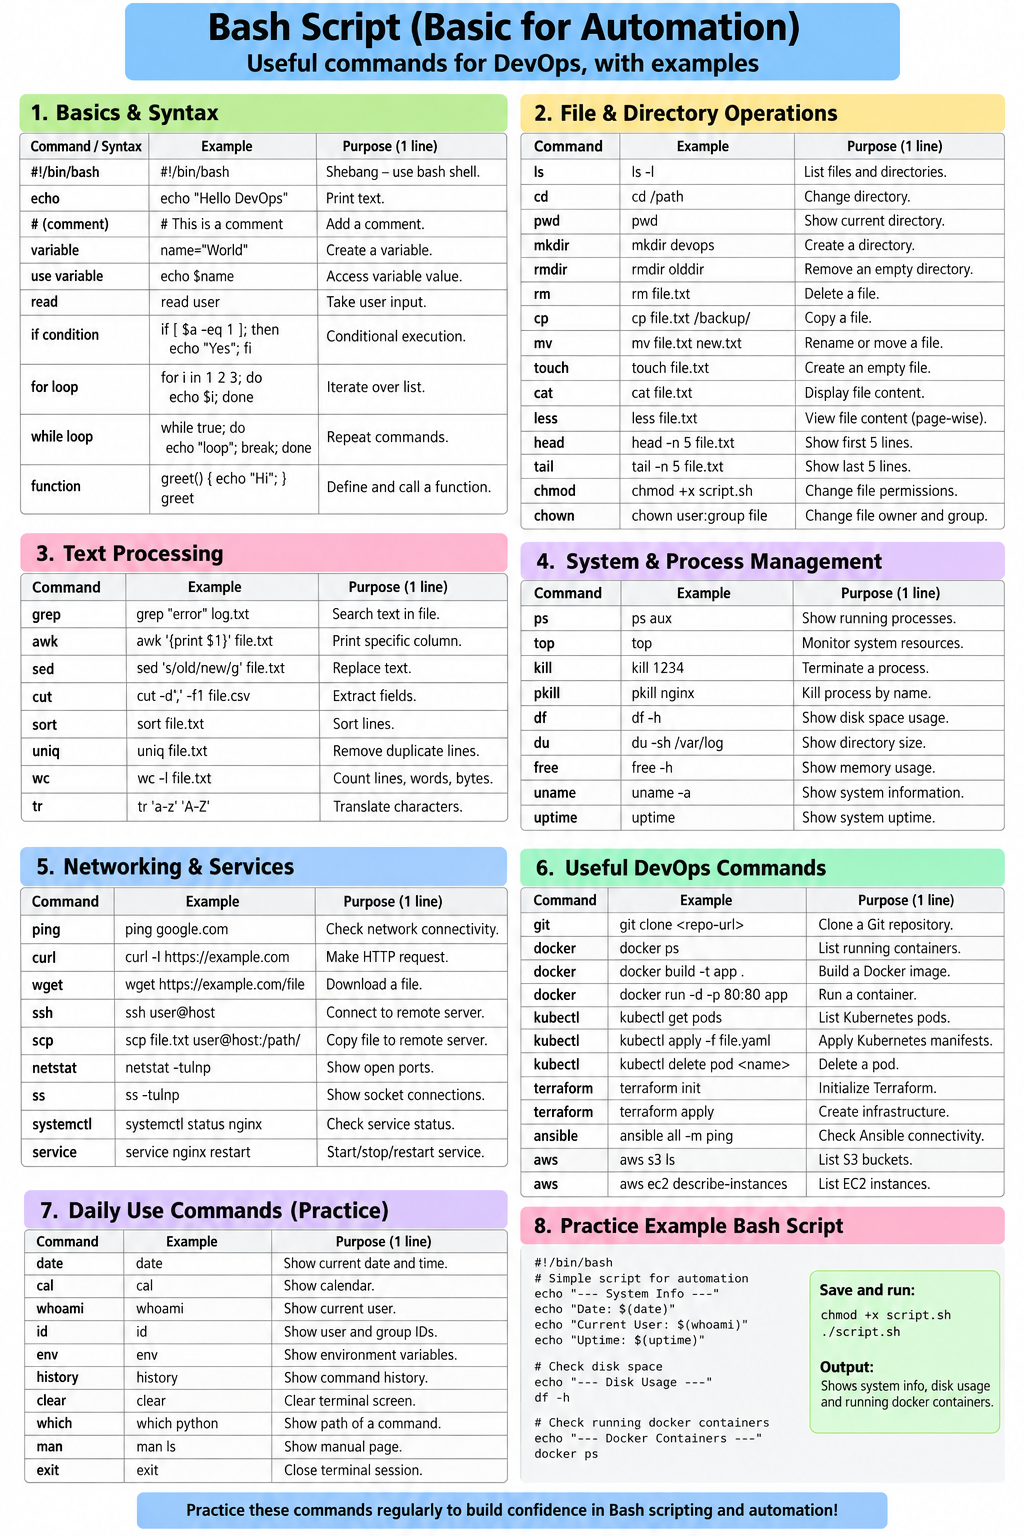 Bash Script (Basic for Automation)
Useful commands for DevOps, with examples
1. Basics & Syntax
Command / Syntax Example Purpose (1 line)
#!/bin/bash #!/bin/bash Shebang – use bash shell.
echo echo "Hello DevOps" Print text.
# (comment) # This is a comment Add a comment.
variable name="World" Create a variable.
use variable echo $name Access variable value.
read read user Take user input.
if condition if [ $a -eq 1 ]; then Conditional execution.
echo "Yes"; fi
for loop for i in 1 2 3; do Iterate over list.
echo $i; done
while loop while true; do Repeat commands.
echo "loop"; break; done
function greet() { echo "Hi"; } Define and call a function.
greet
2. File & Directory Operations
Command Example Purpose (1 line)
ls ls -l List files and directories.
cd cd /path Change directory.
pwd pwd Show current directory.
mkdir mkdir devops Create a directory.
rmdir rmdir olddir Remove an empty directory.
rm rm file.txt Delete a file.
cp cp file.txt /backup/ Copy a file.
mv mv file.txt new.txt Rename or move a file.
touch touch file.txt Create an empty file.
cat cat file.txt Display file content.
less less file.txt View file content (page-wise).
head head -n 5 file.txt Show first 5 lines.
tail tail -n 5 file.txt Show last 5 lines.
chmod chmod +x script.sh Change file permissions.
chown chown user:group file Change file owner and group.
3. Text Processing
Command Example Purpose (1 line)
grep grep "error" log.txt Search text in file.
awk awk '{print $1}' file.txt Print specific column.
sed sed 's/old/new/g' file.txt Replace text.
cut cut -d',' -f1 file.csv Extract fields.
sort sort file.txt Sort lines.
uniq uniq file.txt Remove duplicate lines.
wc wc -l file.txt Count lines, words, bytes.
tr tr 'a-z' 'A-Z' Translate characters.
4. System & Process Management
Command Example Purpose (1 line)
ps ps aux Show running processes.
top top Monitor system resources.
kill kill 1234 Terminate a process.
pkill pkill nginx Kill process by name.
df df -h Show disk space usage.
du du -sh /var/log Show directory size.
free free -h Show memory usage.
uname uname -a Show system information.
uptime uptime Show system uptime.
5. Networking & Services
Command Example Purpose (1 line)
ping ping google.com Check network connectivity.
curl curl -I https://example.com Make HTTP request.
wget wget https://example.com/file Download a file.
ssh ssh user@host Connect to remote server.
scp scp file.txt user@host:/path/ Copy file to remote server.
netstat netstat -tulnp Show open ports.
ss ss -tulnp Show socket connections.
systemctl systemctl status nginx Check service status.
service service nginx restart Start/stop/restart service.
6. Useful DevOps Commands
Command Example Purpose (1 line)
git git clone <repo-url> Clone a Git repository.
docker docker ps List running containers.
docker docker build -t app . Build a Docker image.
docker docker run -d -p 80:80 app Run a container.
kubectl kubectl get pods List Kubernetes pods.
kubectl kubectl apply -f file.yaml Apply Kubernetes manifests.
kubectl kubectl delete pod <name> Delete a pod.
terraform terraform init Initialize Terraform.
terraform terraform apply Create infrastructure.
ansible ansible all -m ping Check Ansible connectivity.
aws aws s3 ls List S3 buckets.
aws aws ec2 describe-instances List EC2 instances.
7. Daily Use Commands (Practice)
Command Example Purpose (1 line)
date date Show current date and time.
cal cal Show calendar.
whoami whoami Show current user.
id id Show user and group IDs.
env env Show environment variables.
history history Show command history.
clear clear Clear terminal screen.
which which python Show path of a command.
man man ls Show manual page.
exit exit Close terminal session.
8. Practice Example Bash Script
#!/bin/bash
# Simple script for automation
echo "--- System Info ---"
echo "Date: $(date)"
echo "Current User: $(whoami)"
echo "Uptime: $(uptime)"
# Check disk space
echo "--- Disk Usage ---"
df -h
# Check running docker containers
echo "--- Docker Containers ---"
docker ps
Save and run:
chmod +x script.sh
./script.sh
Output:
Shows system info, disk usage
and running docker containers.
Practice these commands regularly to build confidence in Bash scripting and automation!